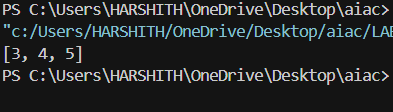 PS C:\Users\HARSHITH\OneDrive\Desktop\aiac>
"c:/Users/HARSHITH/OneDrive/Desktop/aiac/LA
[3, 4, 5]
PS C:\Users\HARSHITH\OneDrive\Desktop\aiac>